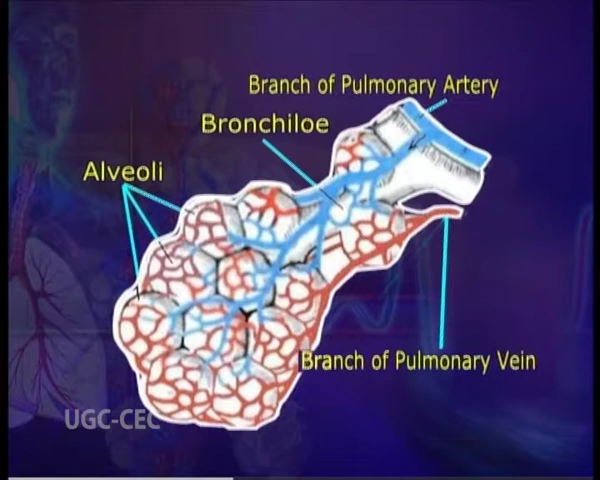 Branch of Pulmonary Artery
Bronchiloe
Alveoli
Branch of Pulmonary Vein
UGC-CEC